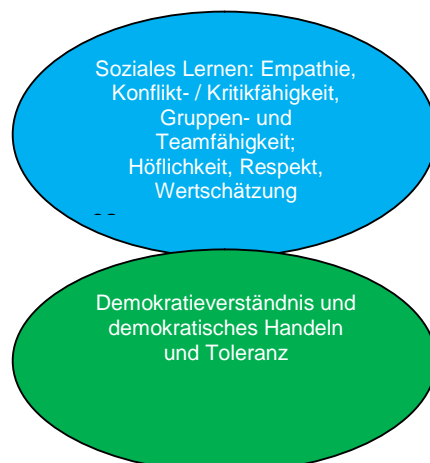 Soziales Lernen: Empathie,
Konflikt- / Kritikfähigkeit,
Gruppen- und
Teamfähigkeit;
Höflichkeit, Respekt,
Wertschätzung
Demokratieverständnis und
demokratisches Handeln
und Toleranz